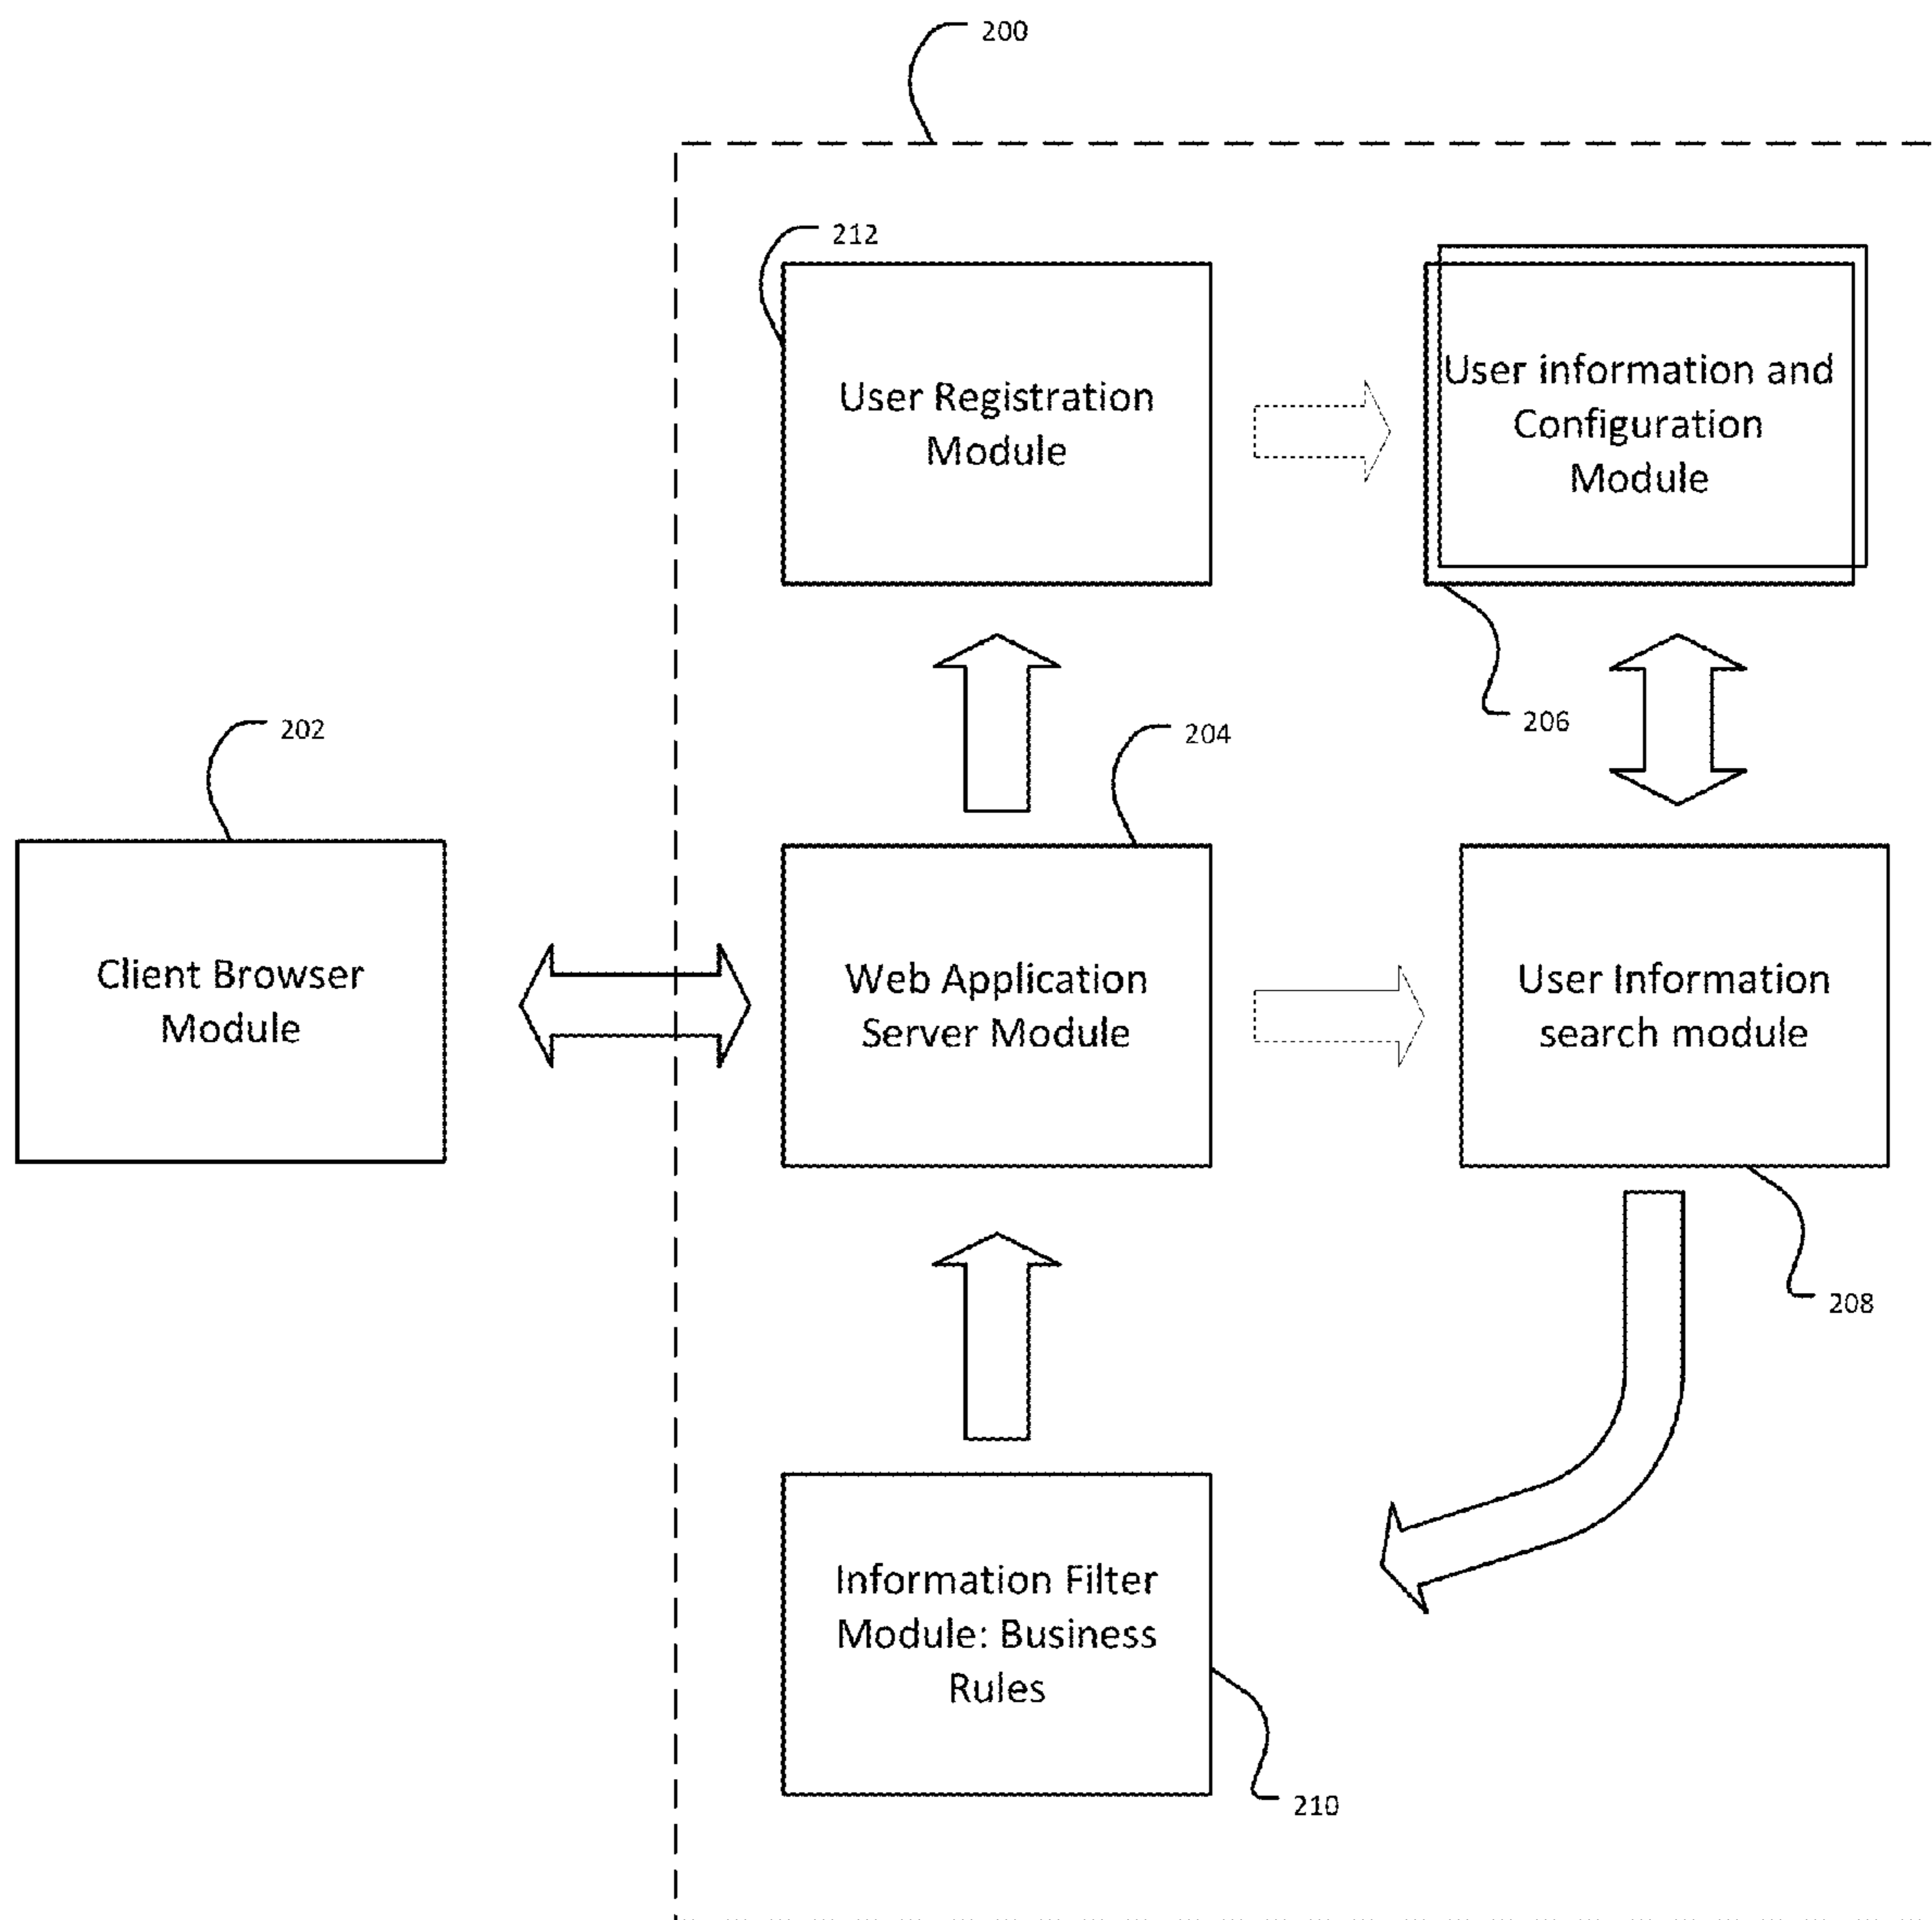 200
212
User Registration
Module
User information and
Configuration
Module
206
202
204
Client Browser
Module
Web Application
Server Module
User Information
search module
208
Information Filter
Module: Business
Rules
210